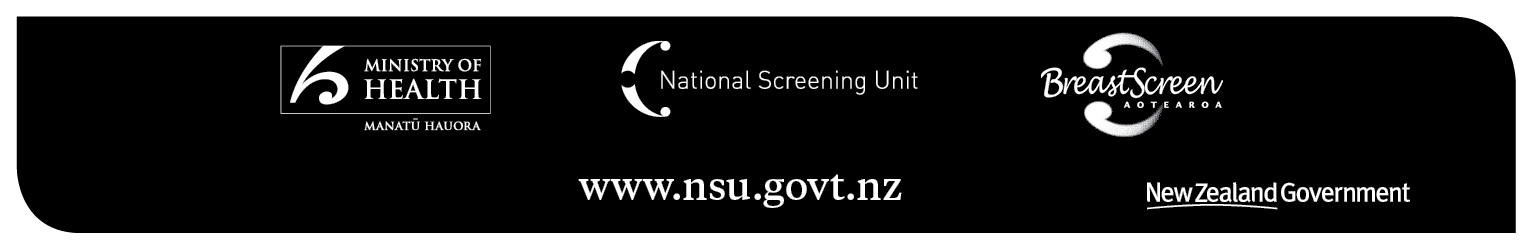 MINISTRY OF
HEALTH
MANATŪ HAUORA
National Screening Unit
BreastScreen
AOTEAROA
www.nsu.govt.nz
New Zealand Government